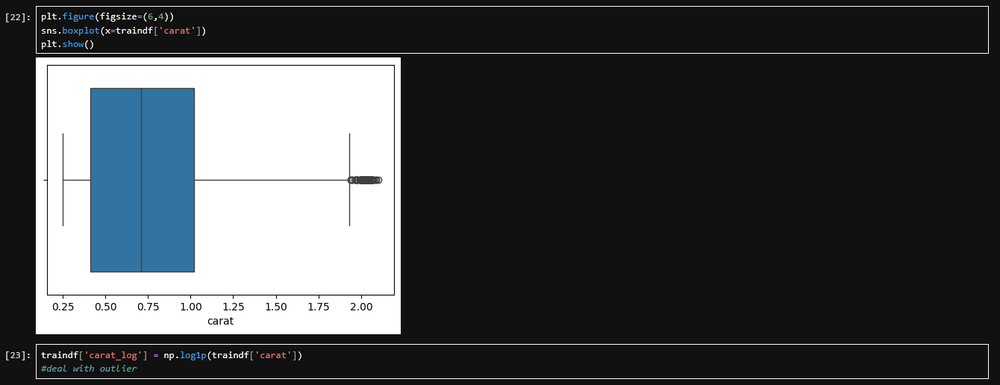 [22]:
plt.figure(figsize=(6,4))
sns.boxplot(x=traindf['carat'])
plt.show()
0.25 0.50 0.75 1.00 1.25 1.50 1.75 2.00
carat
[23]:
traindf['carat_log'] = np.log1p(traindf['carat'])
#deal with outlier